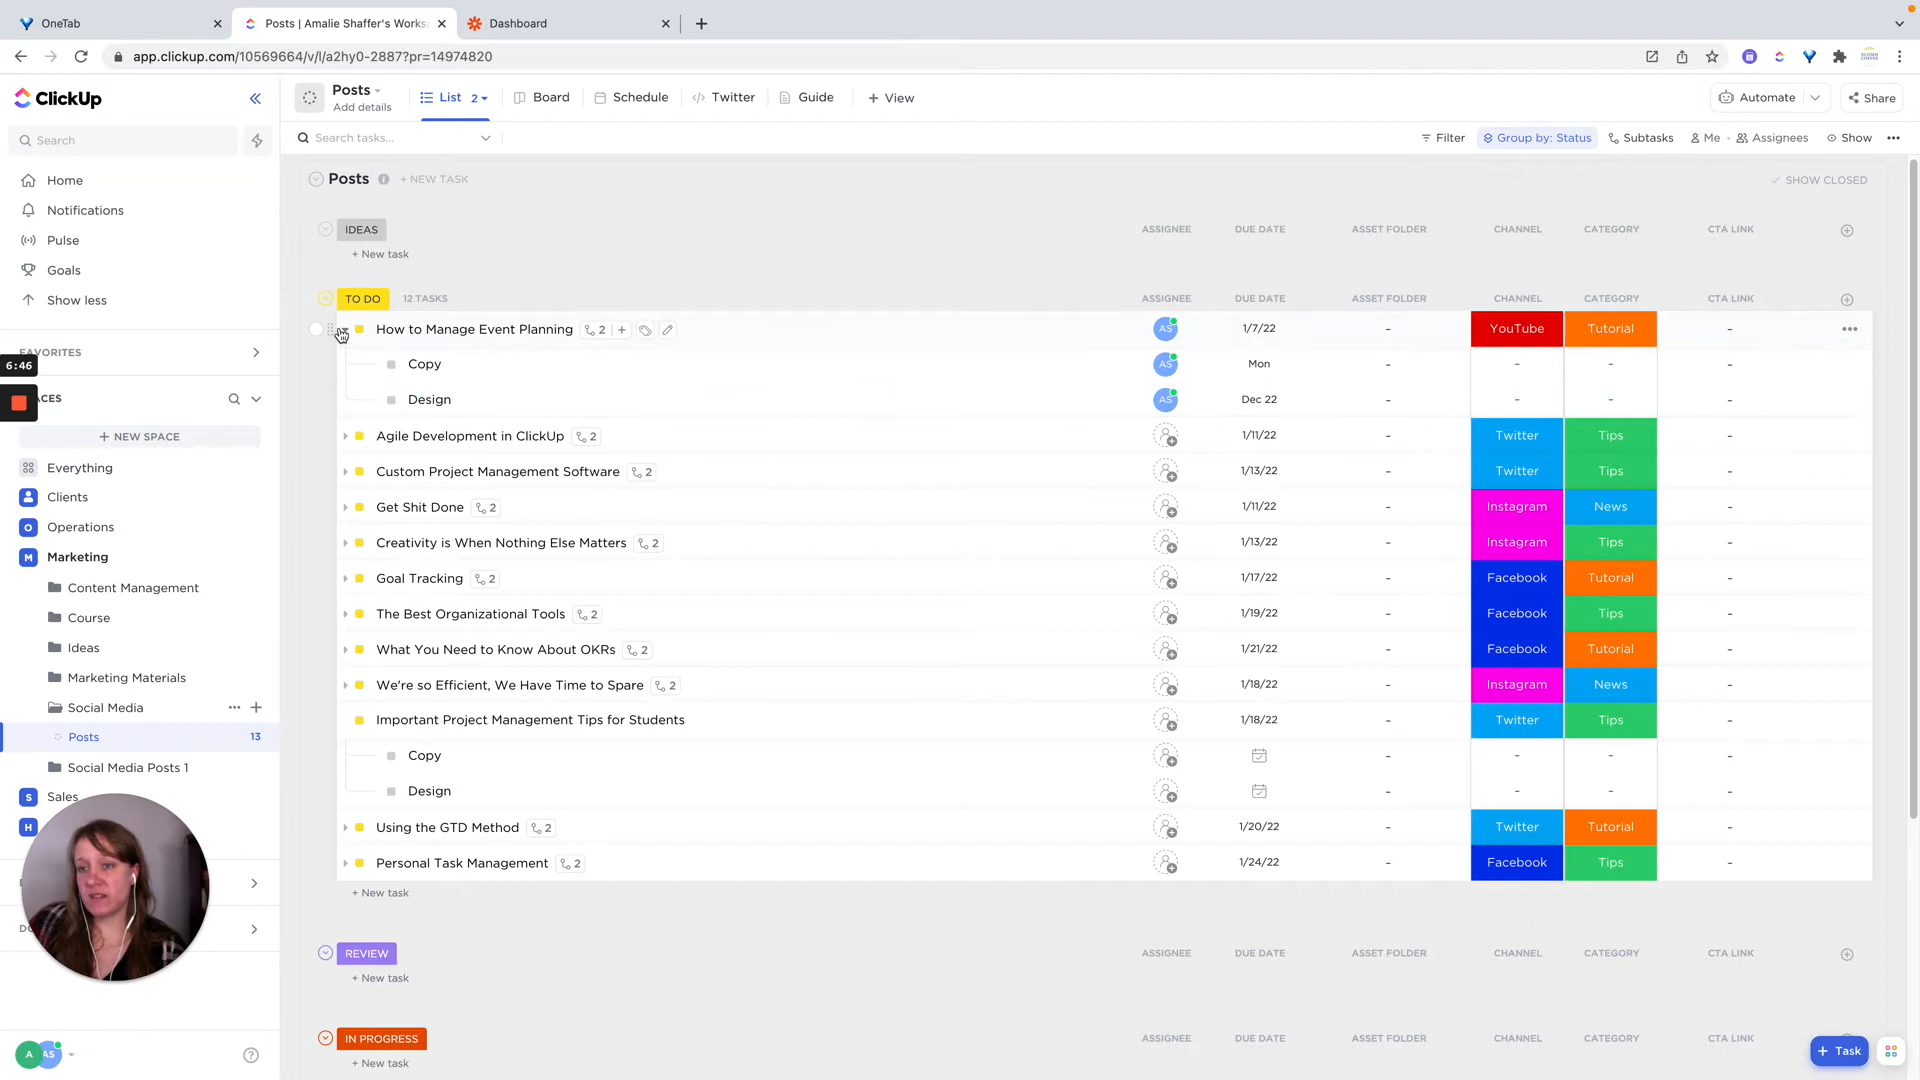 OneTab
Posts | Amalie Shaffer's Works
Dashboard
app.clickup.com/10569664/v/l/a2hy0-2887?pr=14974820
ClickUp
Posts
Add details
List 2
Board
Schedule
Twitter
Guide
+ View
Automate
Share
Search
Search tasks...
Filter
Group by: Status
Subtasks
Me
Assignees
Show
Home
Notifications
Pulse
Goals
Show less
FAVORITES
6:46
ACES
+ NEW SPACE
Everything
Clients
O Operations
M Marketing
Content Management
Course
Ideas
Marketing Materials
Social Media
Posts 13
Social Media Posts 1
S Sales
H
A AS
Posts + NEW TASK
SHOW CLOSED
IDEAS ASSIGNEE DUE DATE ASSET FOLDER CHANNEL CATEGORY CTA LINK
+ New task
TO DO 12 TASKS ASSIGNEE DUE DATE ASSET FOLDER CHANNEL CATEGORY CTA LINK
How to Manage Event Planning 2 + AS 1/7/22 - YouTube Tutorial -
Copy AS Mon - - - -
Design AS Dec 22 - - - -
Agile Development in ClickUp 2 1/11/22 - Twitter Tips -
Custom Project Management Software 2 1/13/22 - Twitter Tips -
Get Shit Done 2 1/11/22 - Instagram News -
Creativity is When Nothing Else Matters 2 1/13/22 - Instagram Tips -
Goal Tracking 2 1/17/22 - Facebook Tutorial -
The Best Organizational Tools 2 1/19/22 - Facebook Tips -
What You Need to Know About OKRs 2 1/21/22 - Facebook Tutorial -
We're so Efficient, We Have Time to Spare 2 1/18/22 - Instagram News -
Important Project Management Tips for Students 1/18/22 - Twitter Tips -
Copy - - - -
Design - - - -
Using the GTD Method 2 1/20/22 - Twitter Tutorial -
Personal Task Management 2 1/24/22 - Facebook Tips -
+ New task
REVIEW ASSIGNEE DUE DATE ASSET FOLDER CHANNEL CATEGORY CTA LINK
+ New task
IN PROGRESS ASSIGNEE DUE DATE ASSET FOLDER CHANNEL CATEGORY CTA LINK
+ New task
+ Task